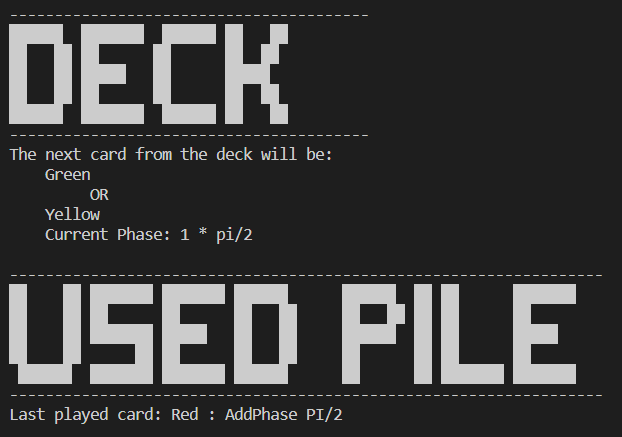 ----------------------------------------
DECK
----------------------------------------
The next card from the deck will be:
Green
OR
Yellow
Current Phase: 1 * pi/2
------------------------------------------------------------------
USED PILE
------------------------------------------------------------------
Last played card: Red : AddPhase PI/2